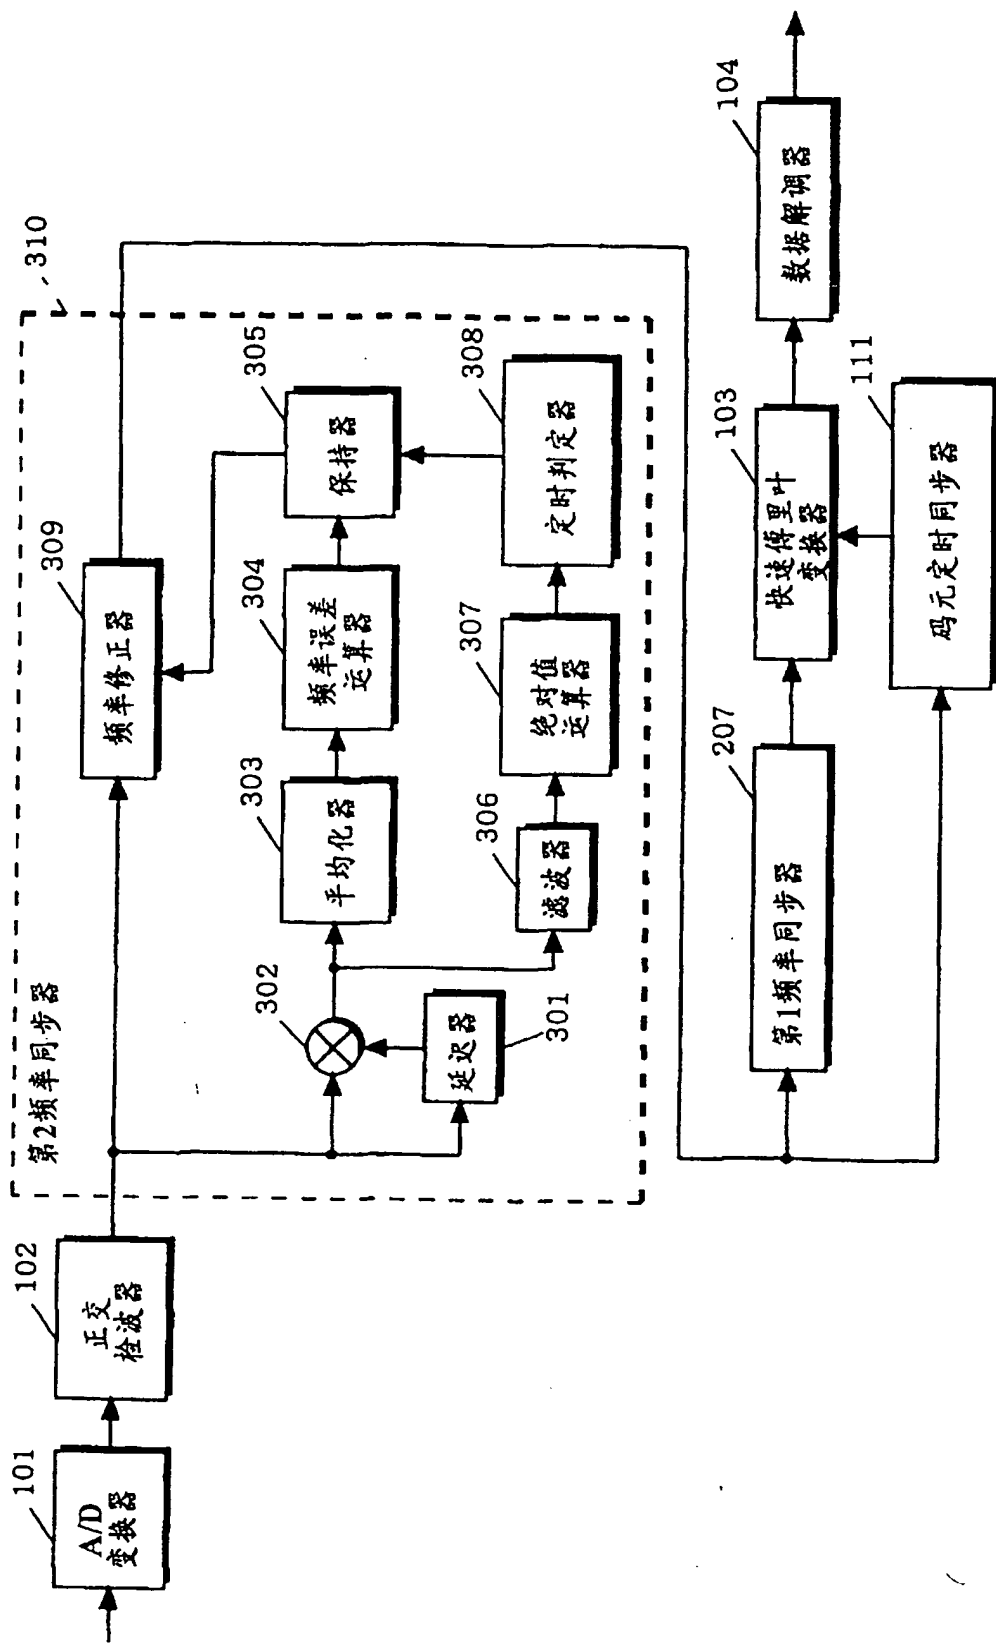 第2频率同步器
310
309
频率修正器
305
保持器
304
频率误差
运算器
303
平均化器
302
301
延迟器
306
滤波器
307
绝对值
运算器
308
定时判定器
101
A/D
变换器
102
正交
栓波器
207
第1频率同步器
103
快速傅里叶
变换器
104
数据解调器
111
码元定时同步器